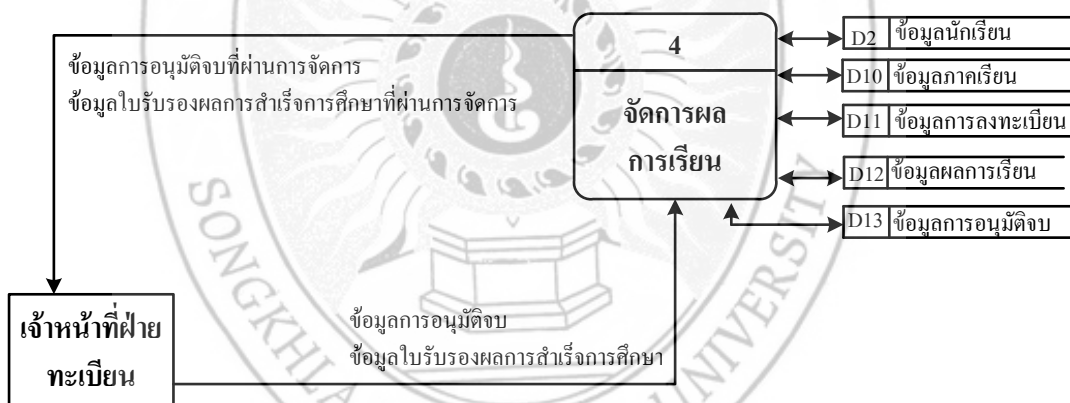 4
จัดการผล
การเรียน
D2 ข้อมูลนักเรียน
D10 ข้อมูลภาคเรียน
D11 ข้อมูลการลงทะเบียน
D12 ข้อมูลผลการเรียน
D13 ข้อมูลการอนุมัติจบ
ข้อมูลการอนุมัติจบที่ผ่านการจัดการ
ข้อมูลใบรับรองผลการสำเร็จการศึกษาที่ผ่านการจัดการ
เจ้าหน้าที่ฝ่าย
ทะเบียน
ข้อมูลการอนุมัติจบ
ข้อมูลใบรับรองผลการสำเร็จการศึกษา
SONGKHLA
UNIVERSITY